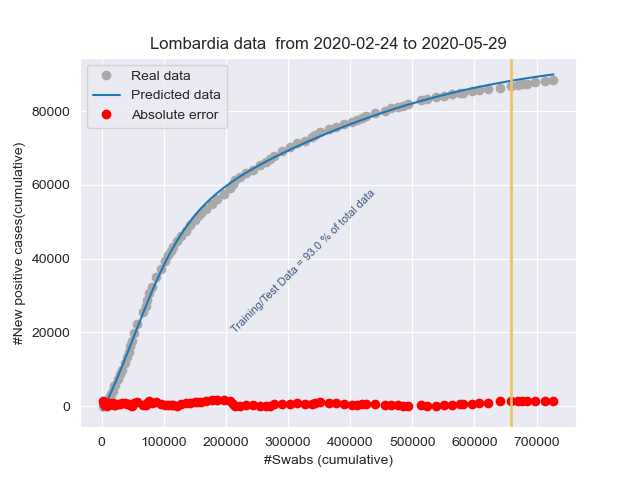 Lombardia data  from 2020-02-24 to 2020-05-29
Real data
Predicted data
Absolute error
#New positive cases(cumulative)
80000
60000
40000
20000
0
Training/Test Data = 93.0 % of total data
0 100000 200000 300000 400000 500000 600000 700000
#Swabs (cumulative)